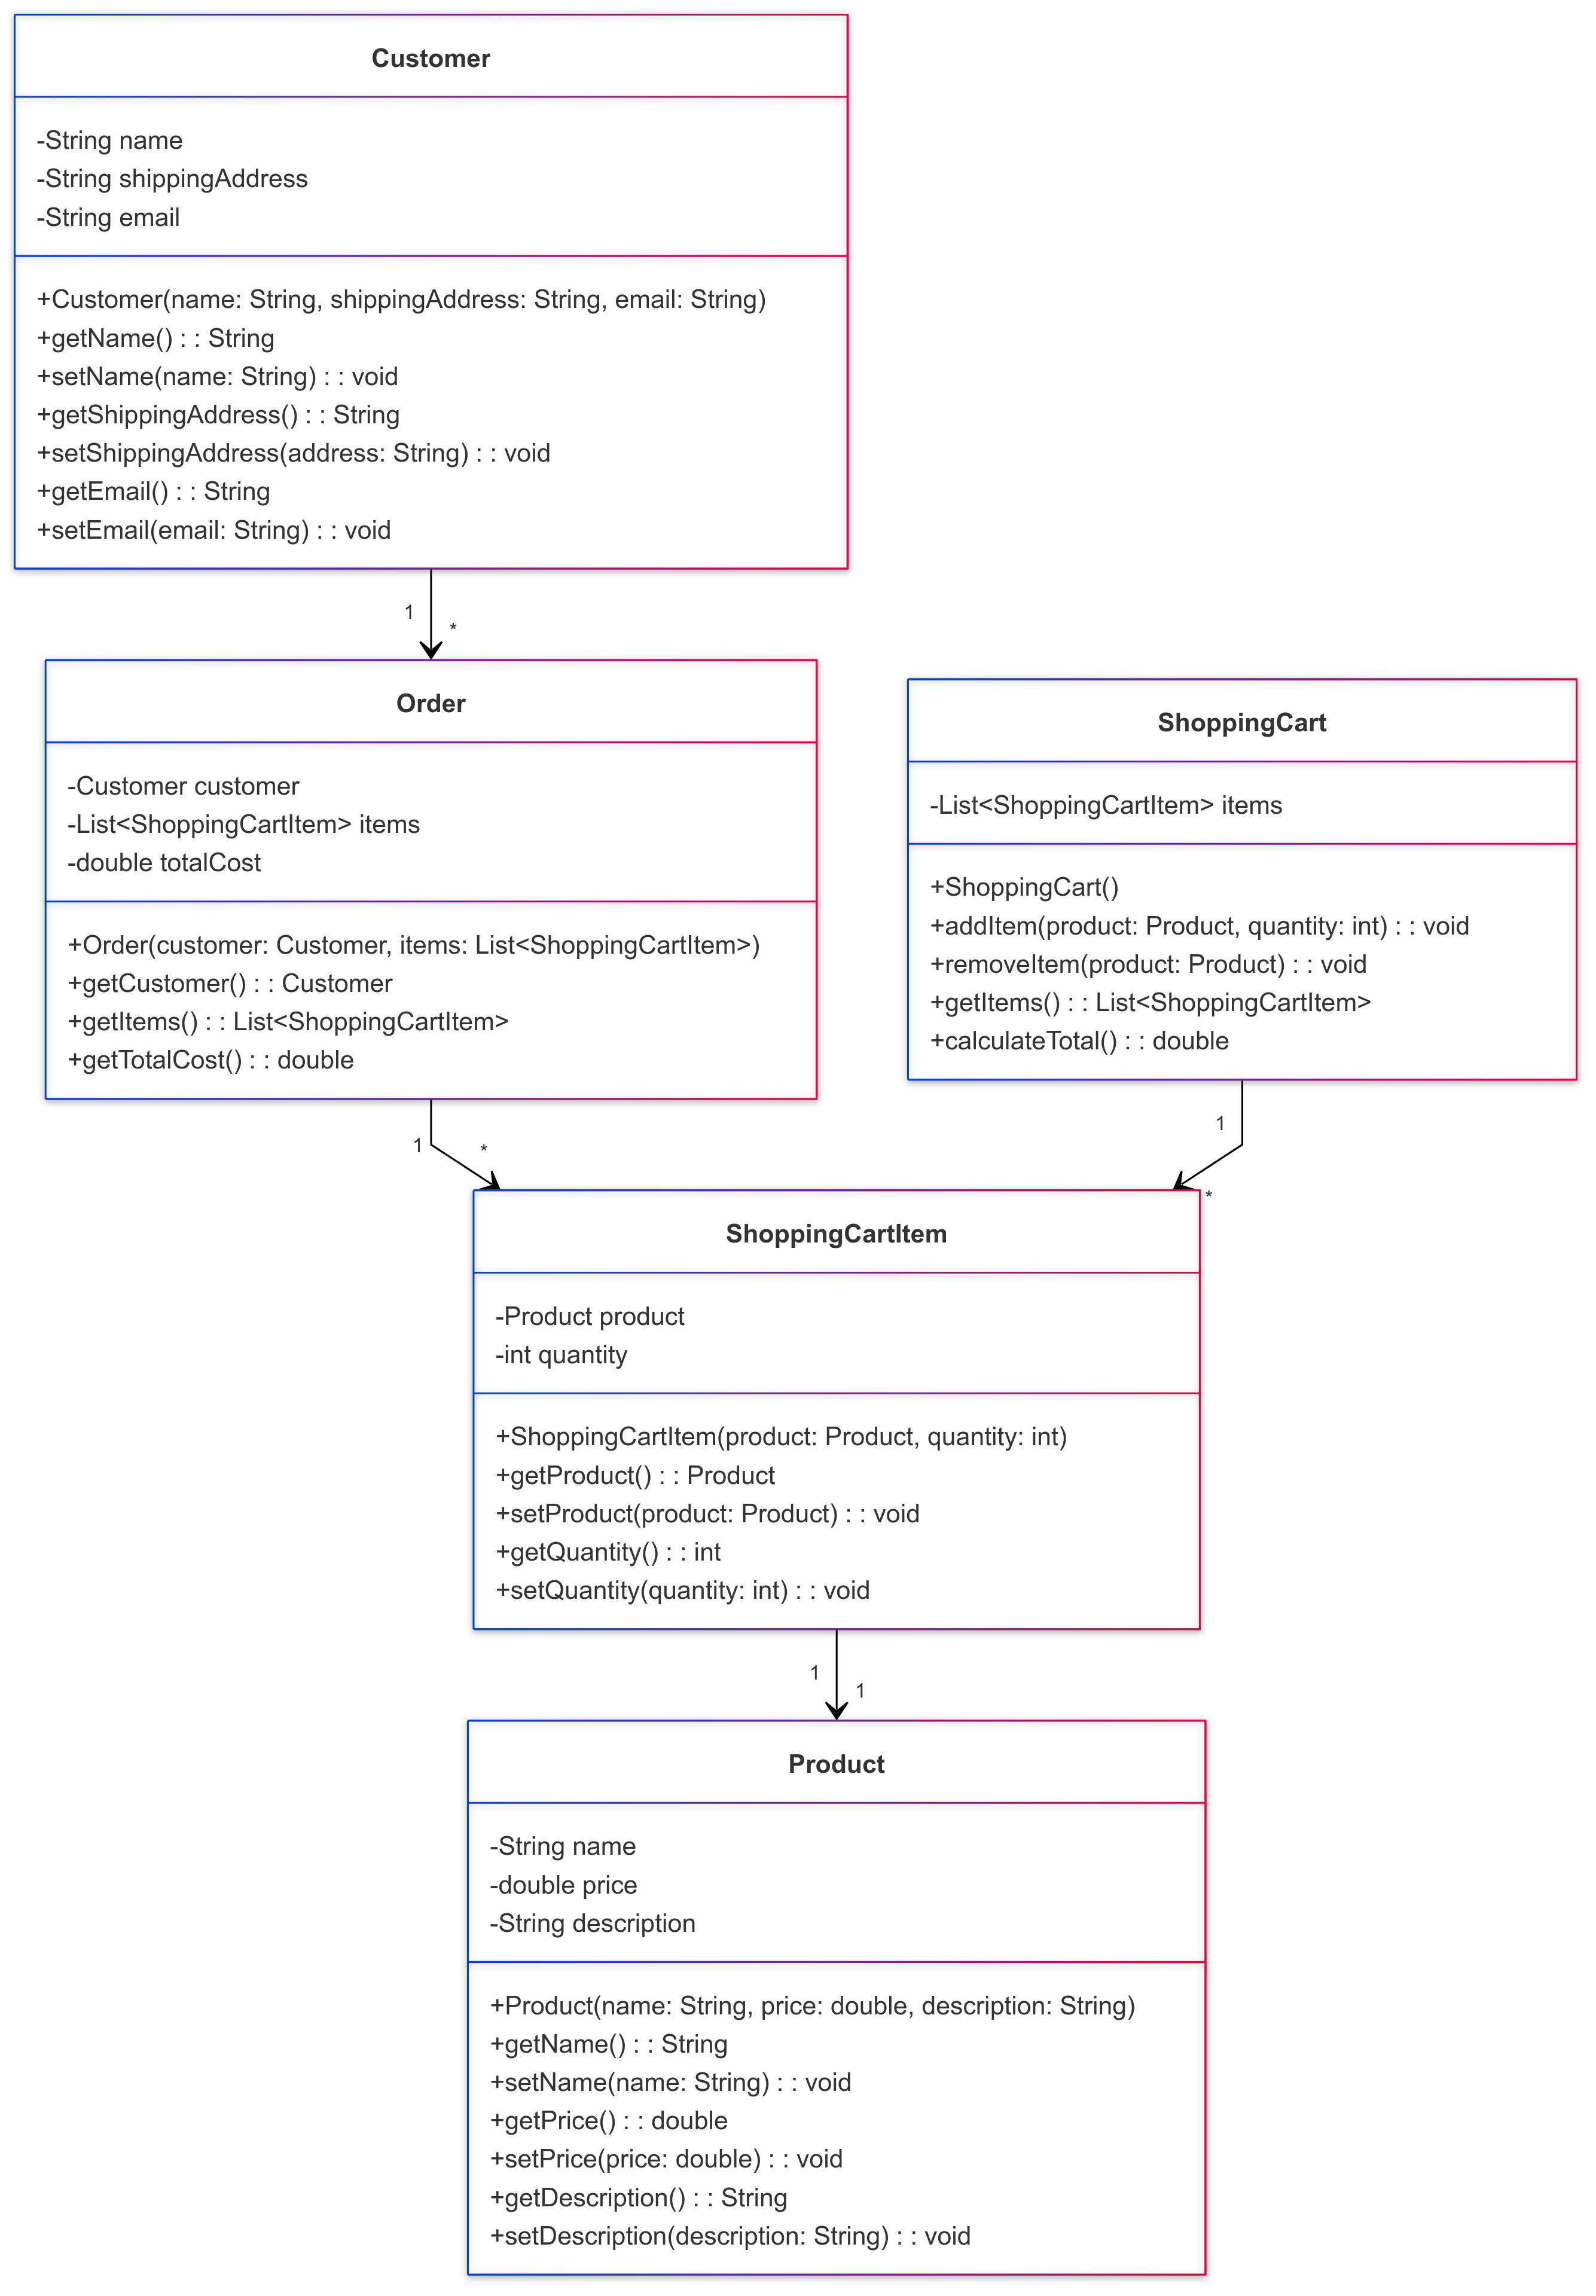 Customer
-String name
-String shippingAddress
-String email
+Customer(name: String, shippingAddress: String, email: String)
+getName() : : String
+setName(name: String) : : void
+getShippingAddress() : : String
+setShippingAddress(address: String) : : void
+getEmail() : : String
+setEmail(email: String) : : void
1
*
Order
-Customer customer
-List<ShoppingCartItem> items
-double totalCost
+Order(customer: Customer, items: List<ShoppingCartItem>)
+getCustomer() : : Customer
+getItems() : : List<ShoppingCartItem>
+getTotalCost() : : double
ShoppingCart
-List<ShoppingCartItem> items
+ShoppingCart()
+addItem(product: Product, quantity: int) : : void
+removeItem(product: Product) : : void
+getItems() : : List<ShoppingCartItem>
+calculateTotal() : : double
1
*
1
*
ShoppingCartItem
-Product product
-int quantity
+ShoppingCartItem(product: Product, quantity: int)
+getProduct() : : Product
+setProduct(product: Product) : : void
+getQuantity() : : int
+setQuantity(quantity: int) : : void
1
1
Product
-String name
-double price
-String description
+Product(name: String, price: double, description: String)
+getName() : : String
+setName(name: String) : : void
+getPrice() : : double
+setPrice(price: double) : : void
+getDescription() : : String
+setDescription(description: String) : : void